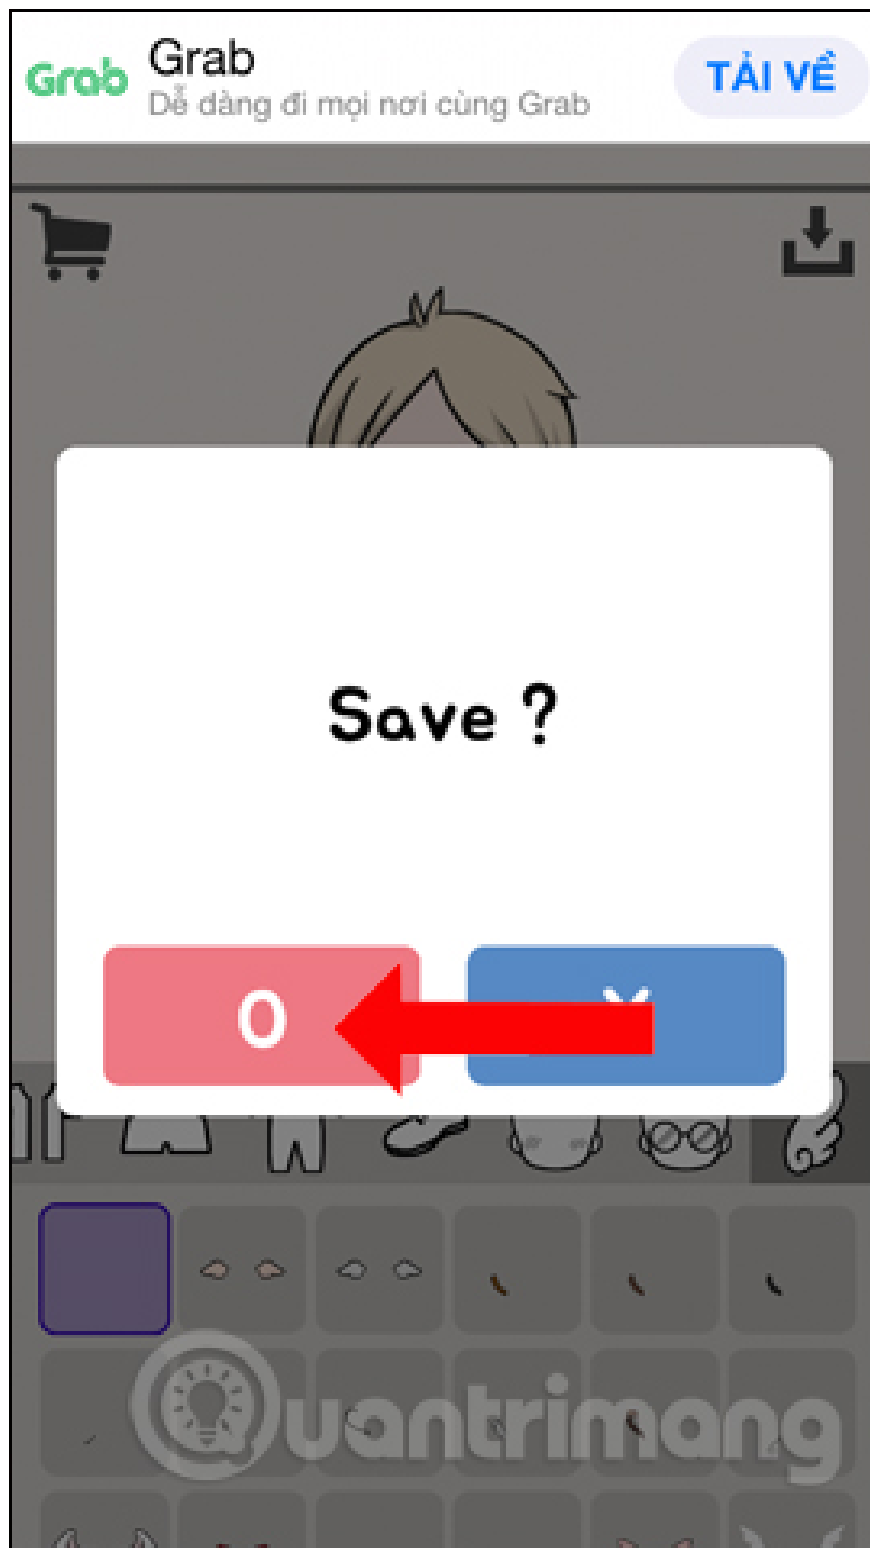 Grab
Grab
Dễ dàng đi mọi nơi cùng Grab
TẢI VỀ
Save ?
O
X
Quantrimang